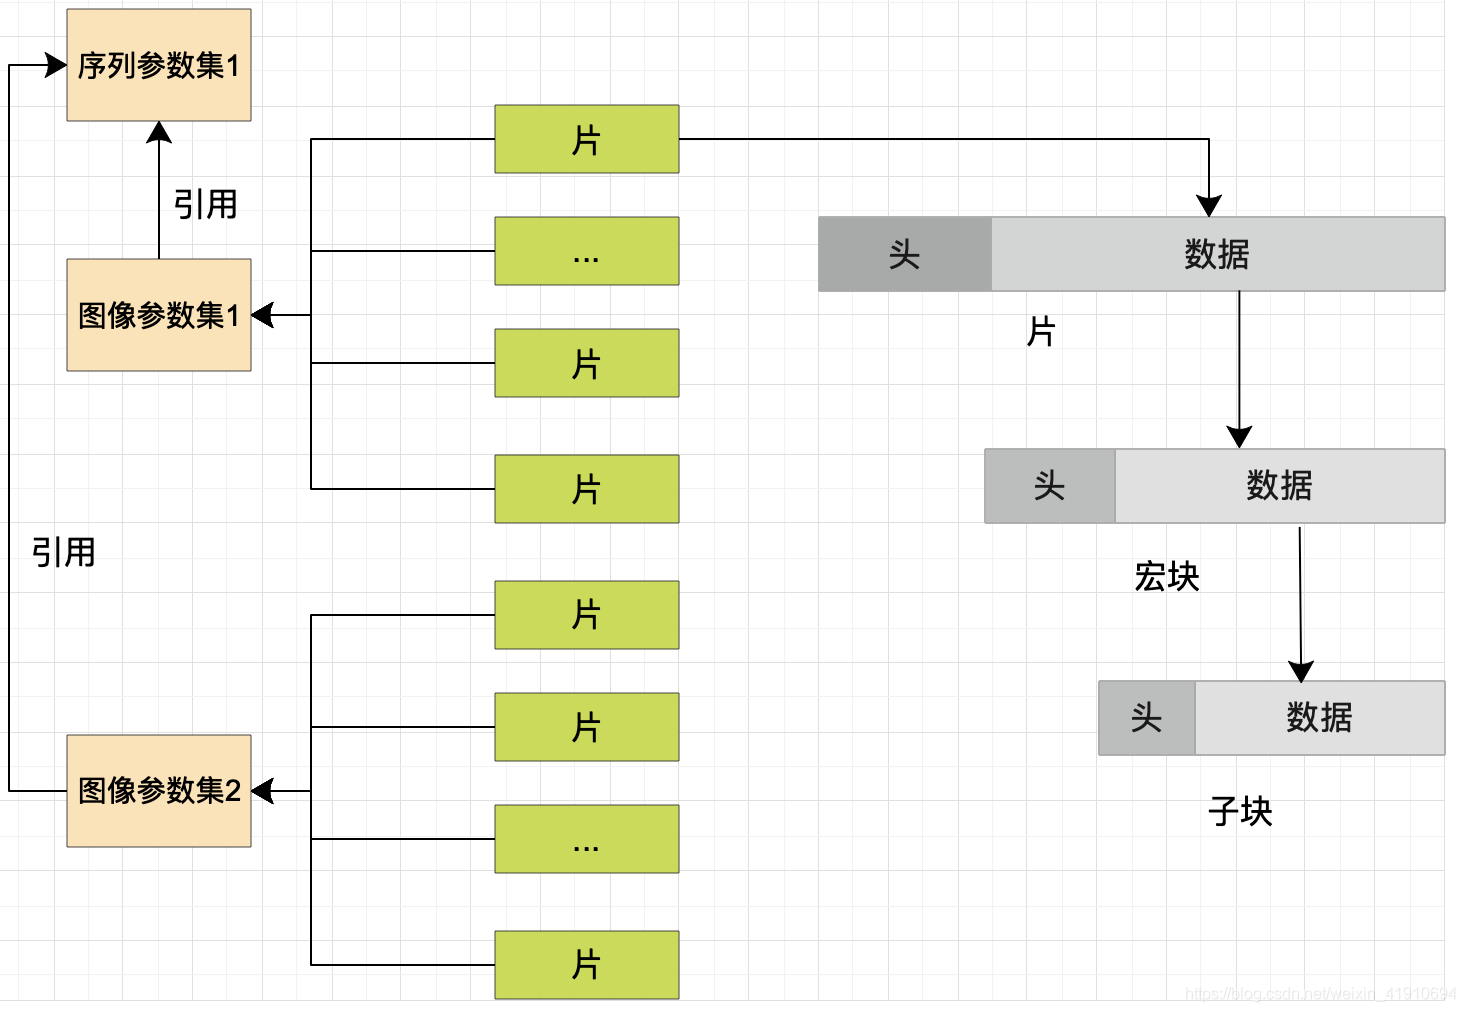 序列参数集1
引用
图像参数集1
引用
图像参数集2
片
...
片
片
片
片
...
片
头
数据
片
头
数据
宏块
头
数据
子块
https://blog.csdn.net/weixin_41910694